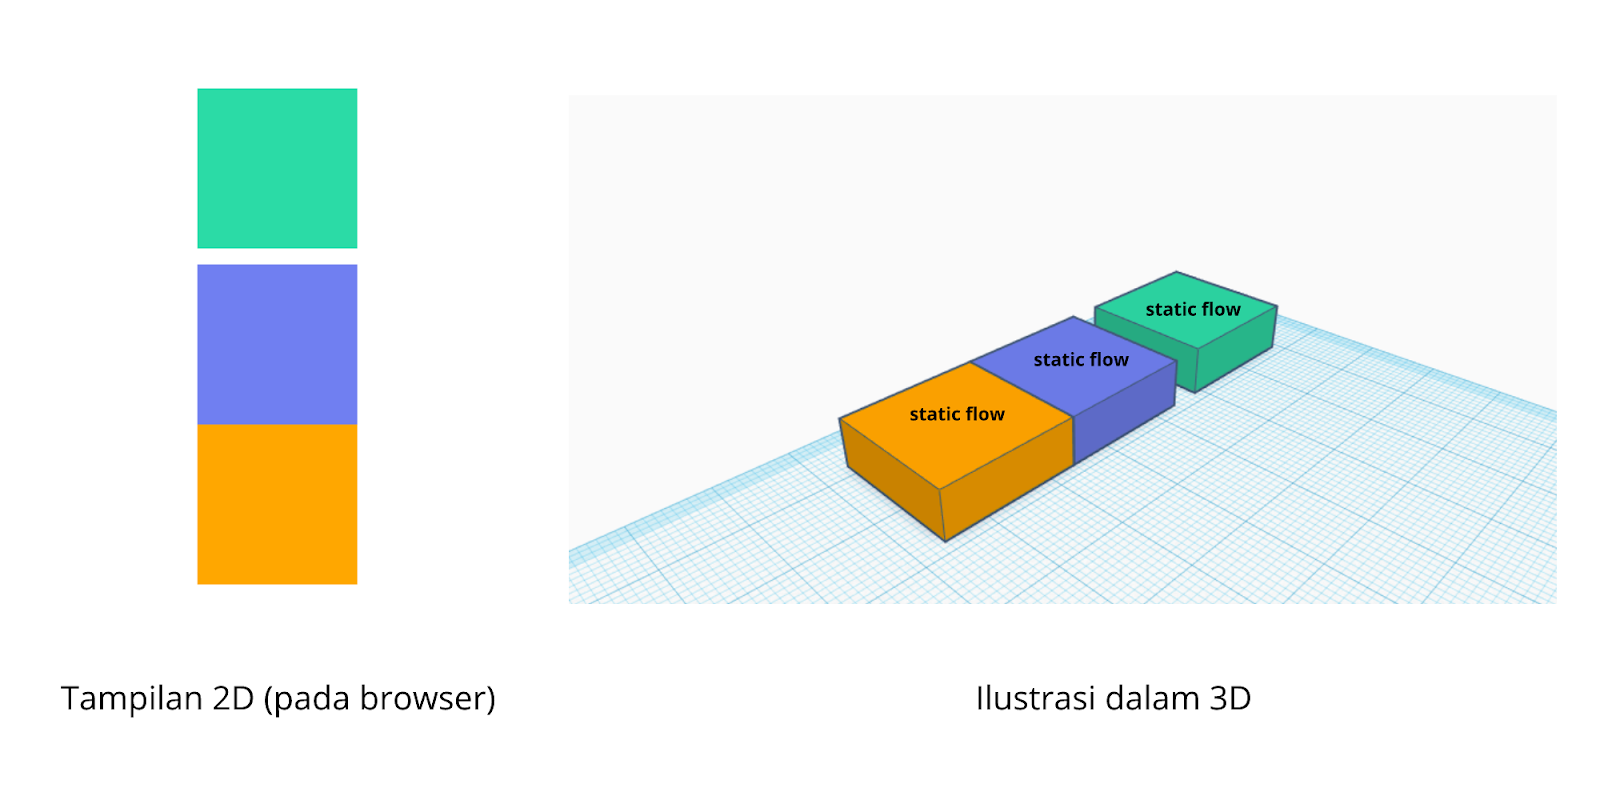 static flow
static flow
static flow
Tampilan 2D (pada browser)
Ilustrasi dalam 3D